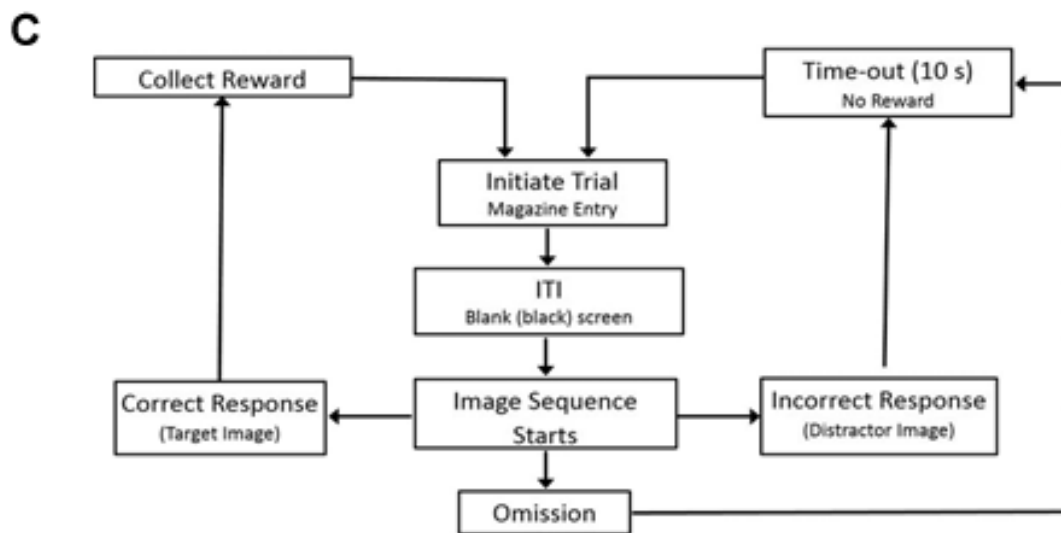 C
Collect Reward
Time-out (10 s)
No Reward
Initiate Trial
Magazine Entry
ITI
Blank (black) screen
Correct Response
(Target Image)
Image Sequence
Starts
Incorrect Response
(Distractor Image)
Omission